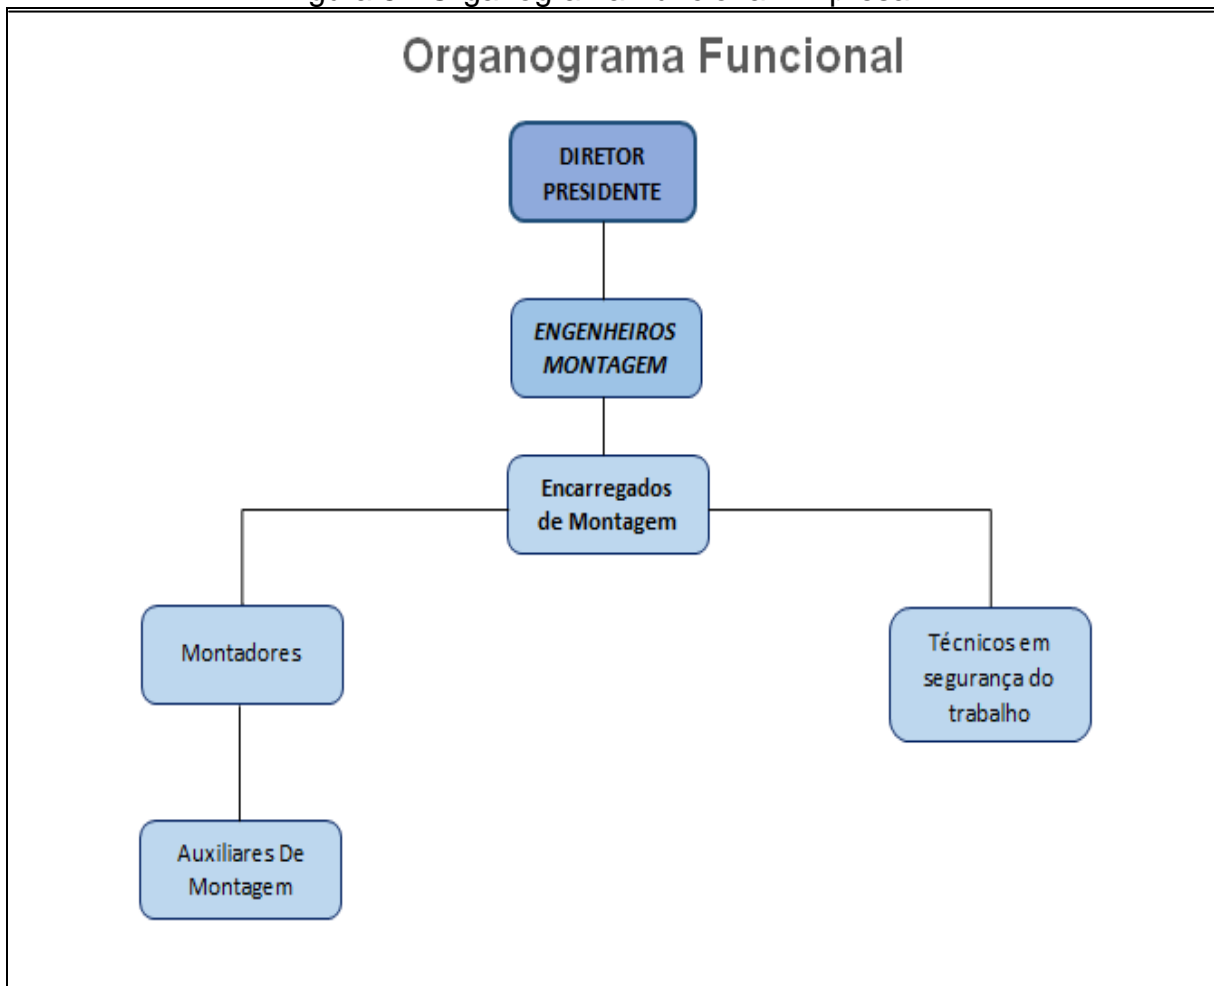 Organograma Funcional
DIRETOR
PRESIDENTE
ENGENHEIROS
MONTAGEM
Encarregados
de Montagem
Montadores
Técnicos em
segurança do
trabalho
Auxiliares De
Montagem